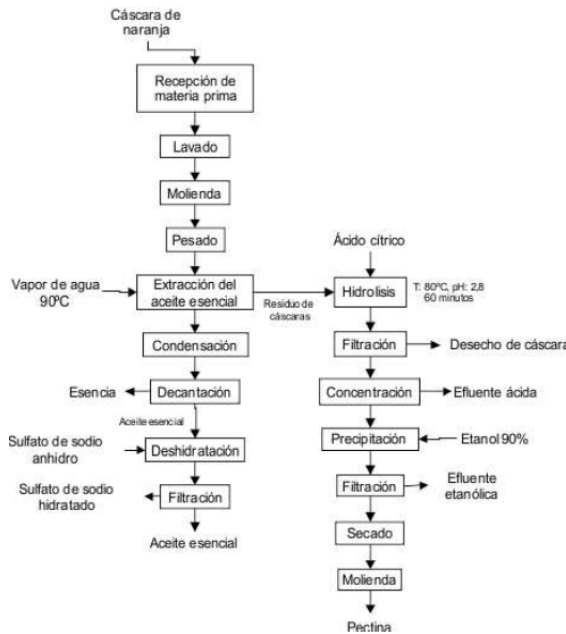 Cáscara de
naranja
Recepción de
materia prima
Lavado
Molienda
Pesado
Vapor de agua
90ºC
Extracción del
aceite esencial
Residuo de
cáscaras
Condensación
Esencia
Decantación
Aceite esencial
Sulfato de sodio
anhidro
Deshidratación
Sulfato de sodio
hidratado
Filtración
Aceite esencial
Ácido cítrico
Hidrolisis
T: 80ºC, pH: 2,8
60 minutos
Filtración
Desecho de cáscara
Concentración
Efluente ácida
Precipitación
Etanol 90%
Filtración
Efluente
etanólica
Secado
Molienda
Pectina